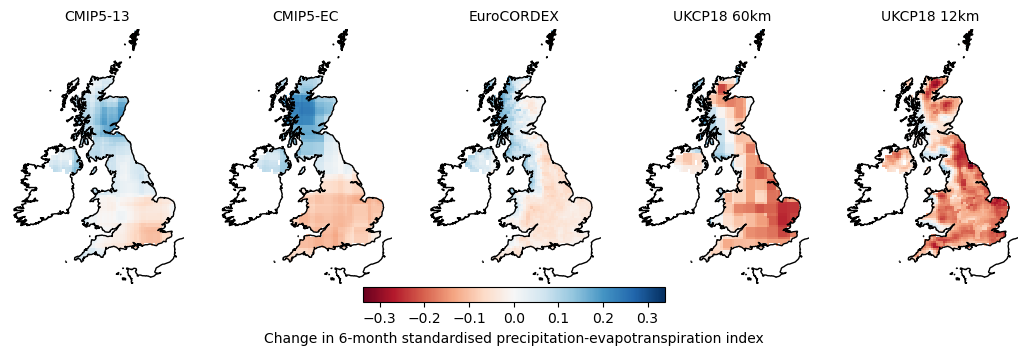 CMIP5-13 CMIP5-EC EuroCORDEX UKCP18 60km UKCP18 12km
−0.3 −0.2 −0.1 0.0 0.1 0.2 0.3
Change in 6-month standardised precipitation-evapotranspiration index